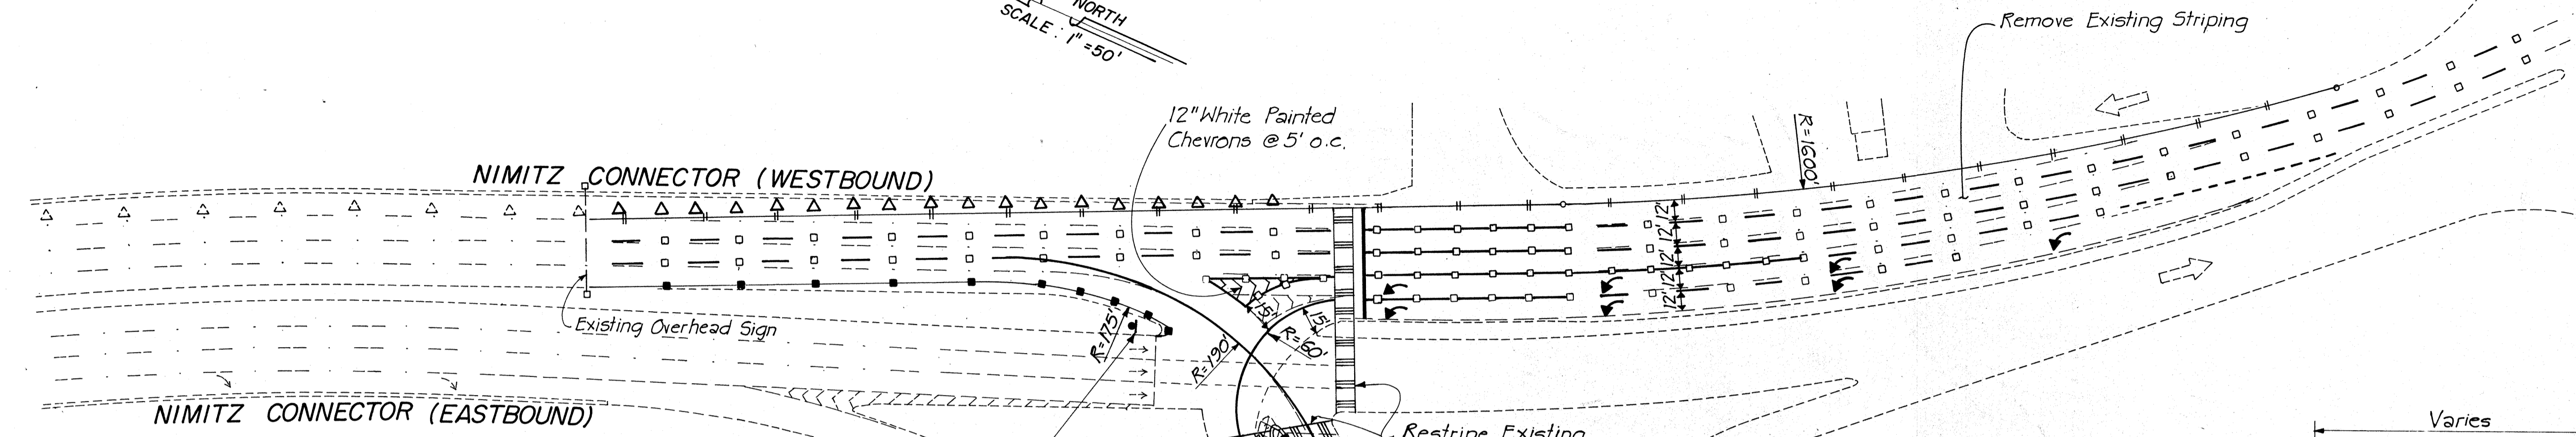 NORTH
SCALE : 1" = 50'
Remove Existing Striping
12" White Painted
Chevrons @ 5' o.c.
R=1600'
NIMITZ CONNECTOR (WESTBOUND)
12'
12'
12'
12'
12'
Existing Overhead Sign
R=175'
R=190'
15'
15'
R=60'
NIMITZ CONNECTOR (EASTBOUND)
Restripe Existing
Varies